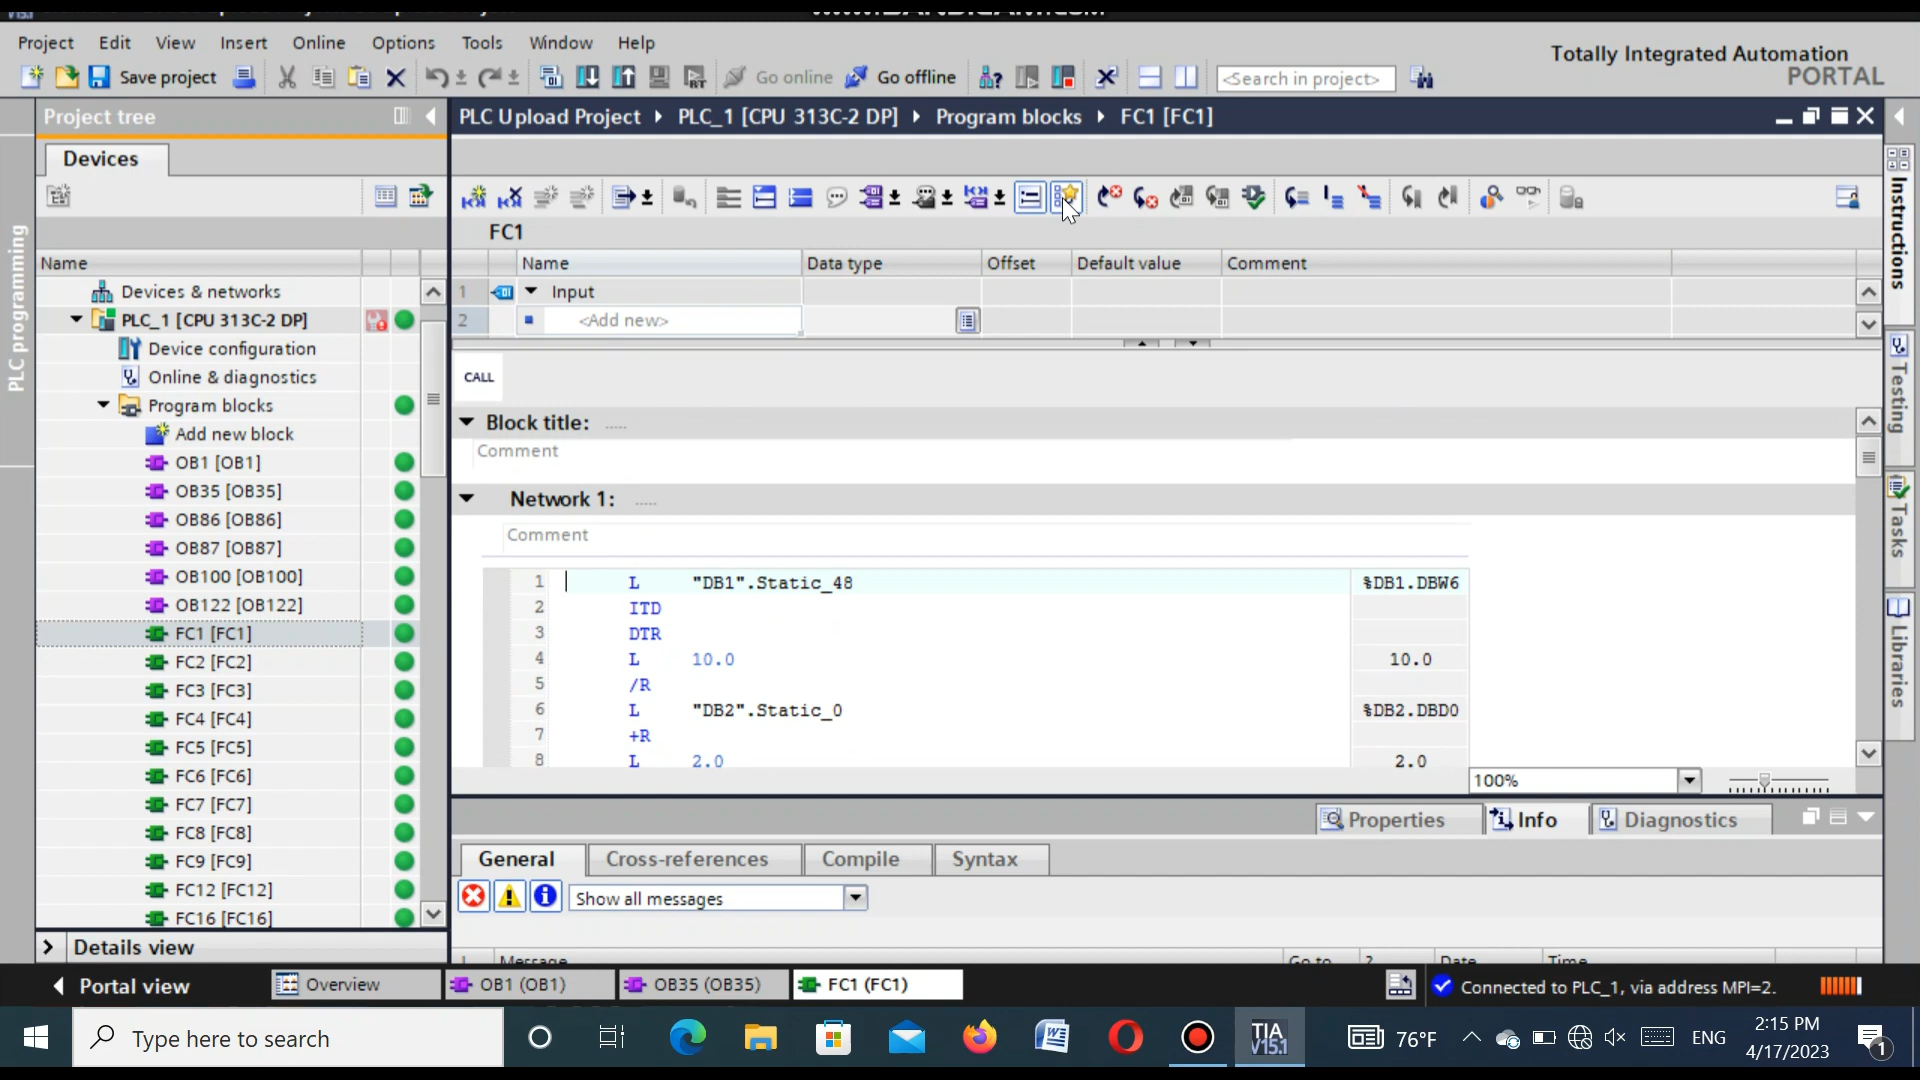 Project Edit View Insert Online Options Tools Window Help
Totally Integrated Automation
PORTAL
Save project
Go online
Go offline
<Search in project>
Project tree
PLC Upload Project ▸ PLC_1 [CPU 313C-2 DP] ▸ Program blocks ▸ FC1 [FC1]
Devices
PLC programming
Name
Devices & networks
PLC_1 [CPU 313C-2 DP]
Device configuration
Online & diagnostics
Program blocks
Add new block
OB1 [OB1]
OB35 [OB35]
OB86 [OB86]
OB87 [OB87]
OB100 [OB100]
OB122 [OB122]
FC1 [FC1]
FC2 [FC2]
FC3 [FC3]
FC4 [FC4]
FC5 [FC5]
FC6 [FC6]
FC7 [FC7]
FC8 [FC8]
FC9 [FC9]
FC12 [FC12]
FC16 [FC16]
Details view
FC1
Name Data type Offset Default value Comment
1 Input
2 <Add new>
CALL
Block title: .....
Comment
Network 1: .....
Comment
1 L "DB1".Static_48 %DB1.DBW6
2 ITD
3 DTR
4 L 10.0 10.0
5 /R
6 L "DB2".Static_0 %DB2.DBD0
7 +R
8 L 2.0 2.0
100%
Properties Info Diagnostics
General Cross-references Compile Syntax
Show all messages
! Message Go to ? Date Time
Instructions
Testing
Tasks
Libraries
Portal view Overview OB1 (OB1) OB35 (OB35) FC1 (FC1) Connected to PLC_1, via address MPI=2.
Type here to search
TIA
V15.1
76°F
ENG
2:15 PM
4/17/2023
1